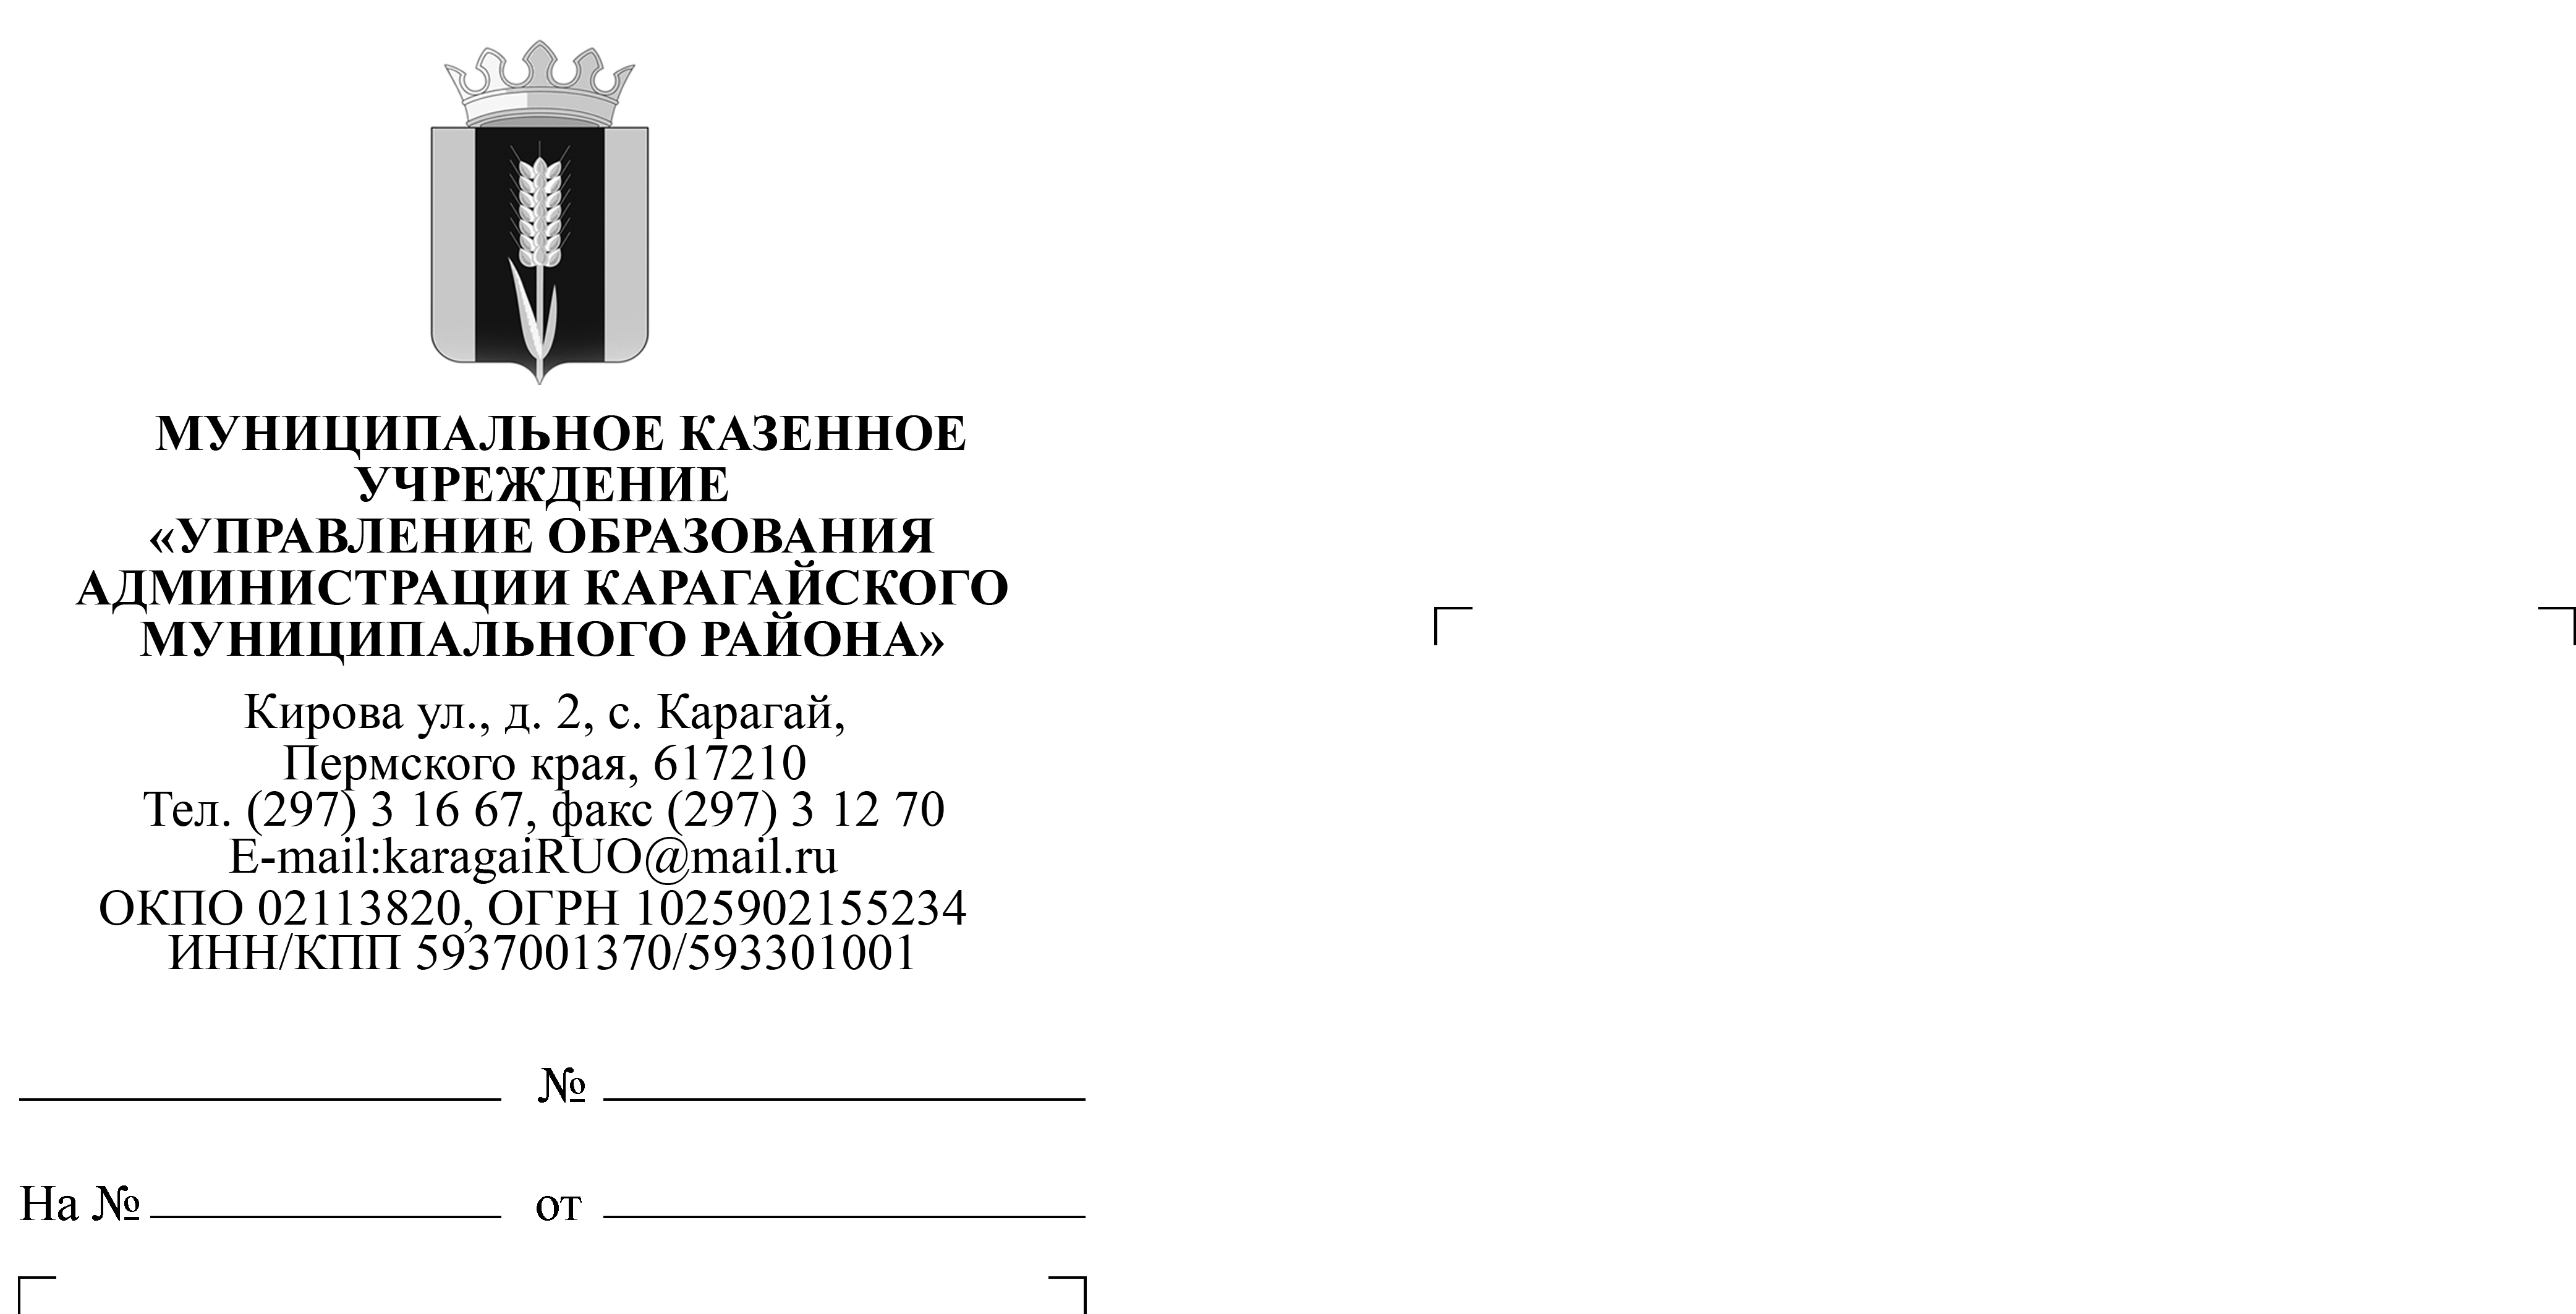 МУНИЦИПАЛЬНОЕ КАЗЕННОЕ
УЧРЕЖДЕНИЕ
«УПРАВЛЕНИЕ ОБРАЗОВАНИЯ
АДМИНИСТРАЦИИ КАРАГАЙСКОГО
МУНИЦИПАЛЬНОГО РАЙОНА»
Кирова ул., д. 2, с. Карагай,
Пермского края, 617210
Тел. (297) 3 16 67, факс (297) 3 12 70
E-mail:karagaiRUO@mail.ru
ОКПО 02113820, ОГРН 1025902155234
ИНН/КПП 5937001370/593301001
№
На № от